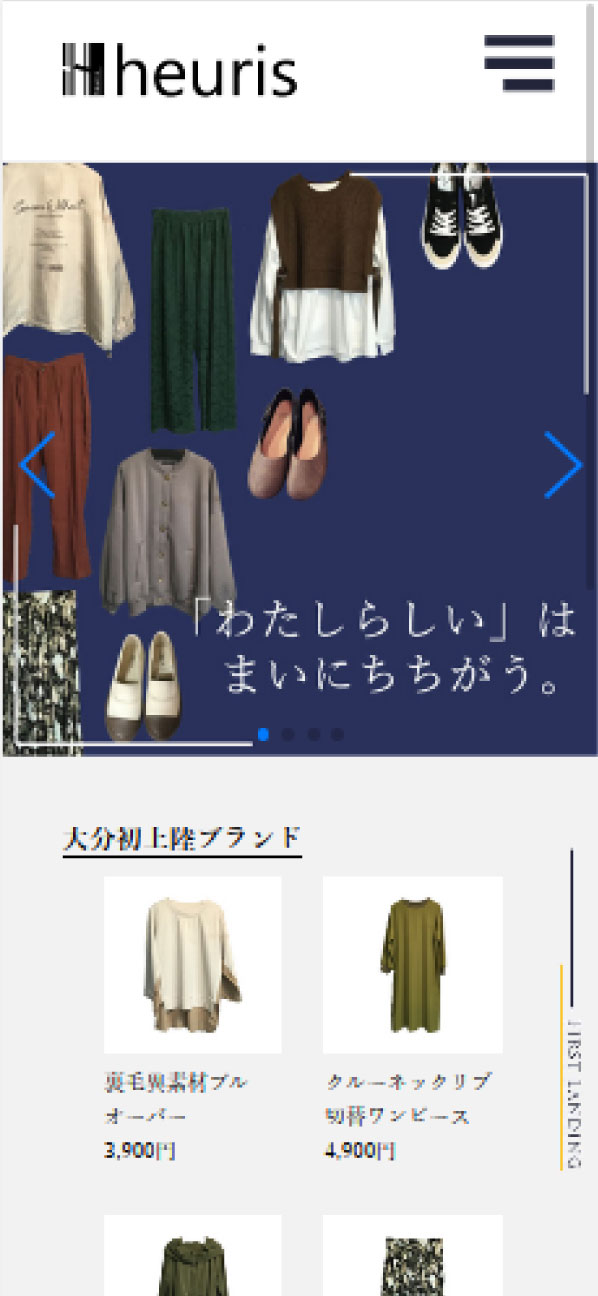 heuris
「わたしらしい」は
まいにちちがう。
大分初上陸ブランド
裏毛異素材プル
オーバー
3,900円
クルーネックリブ
切替ワンピース
4,900円
FIRST LANDING